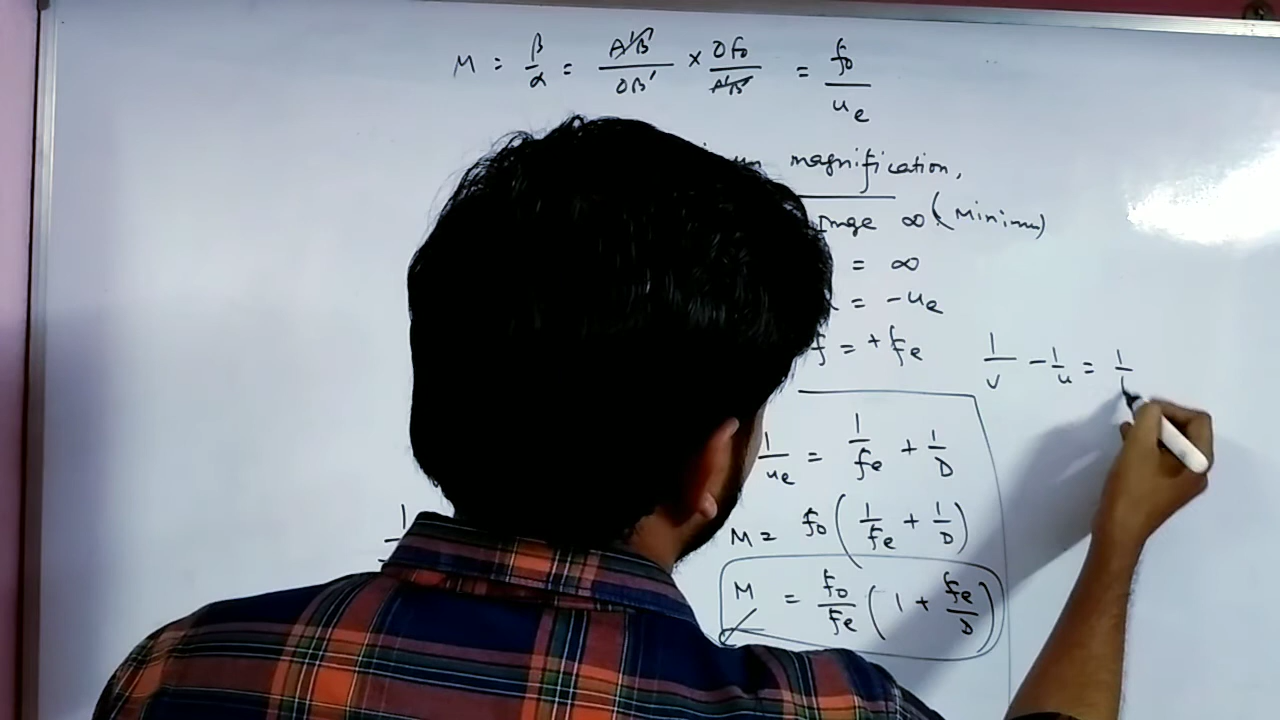 M = β/α = A'B'/OB' × Ofo/A'B' = fo/ue
magnification,
∞ (Minimum)
= ∞
= -ue
f = +fe
1/v - 1/u = 1/
1/ue = 1/fe + 1/D
M = fo (1/fe + 1/D)
M = fo/fe (1 + fe/D)
1